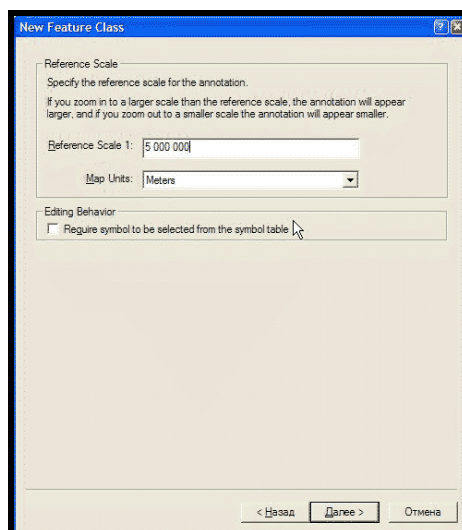 New Feature Class
Reference Scale
Specify the reference scale for the annotation.
If you zoom in to a larger scale than the reference scale, the annotation will appear
larger, and if you zoom out to a smaller scale the annotation will appear smaller.
Reference Scale 1: 5 000 000
Map Units: Meters
Editing Behavior
Require symbol to be selected from the symbol table
< Назад Далее > Отмена